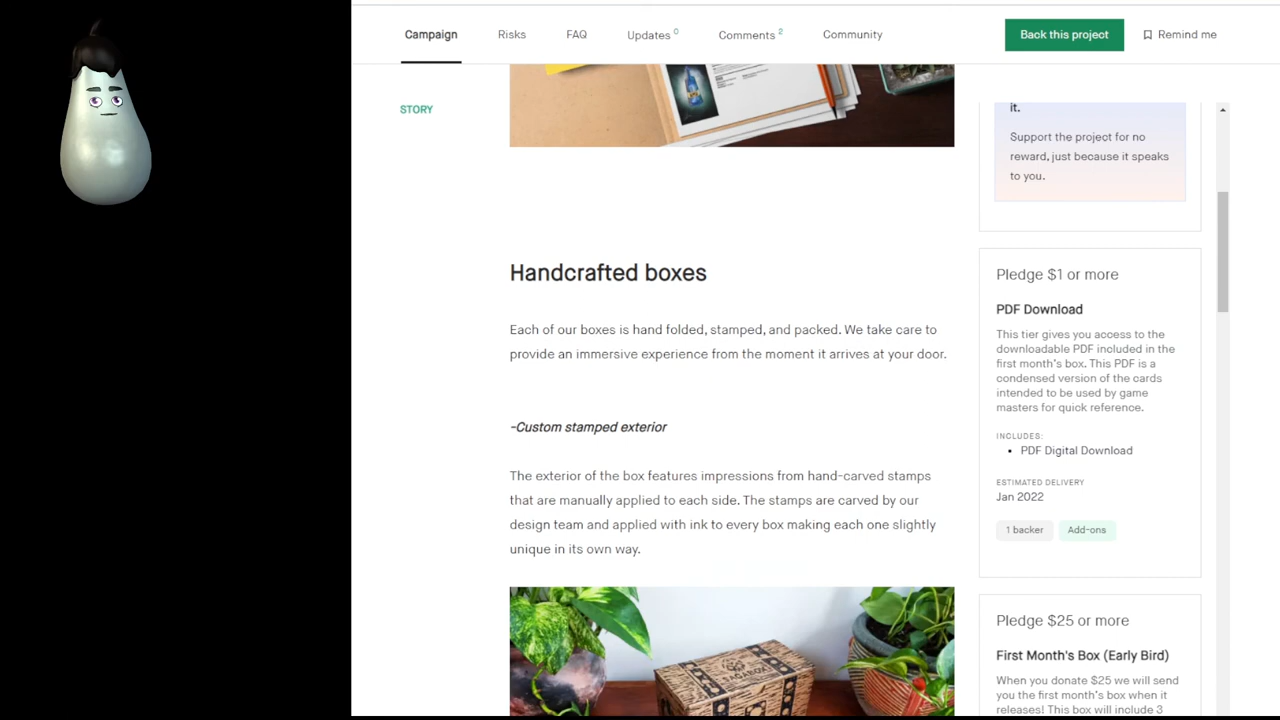 Campaign
Risks
FAQ
Updates 0
Comments 2
Community
Back this project
Remind me
STORY
Handcrafted boxes
Each of our boxes is hand folded, stamped, and packed. We take care to
provide an immersive experience from the moment it arrives at your door.
-Custom stamped exterior
The exterior of the box features impressions from hand-carved stamps
that are manually applied to each side. The stamps are carved by our
design team and applied with ink to every box making each one slightly
unique in its own way.
it.
Support the project for no
reward, just because it speaks
to you.
Pledge $1 or more
PDF Download
This tier gives you access to the
downloadable PDF included in the
first month's box. This PDF is a
condensed version of the cards
intended to be used by game
masters for quick reference.
INCLUDES:
• PDF Digital Download
ESTIMATED DELIVERY
Jan 2022
1 backer
Add-ons
Pledge $25 or more
First Month's Box (Early Bird)
When you donate $25 we will send
you the first month's box when it
releases! This box will include 3